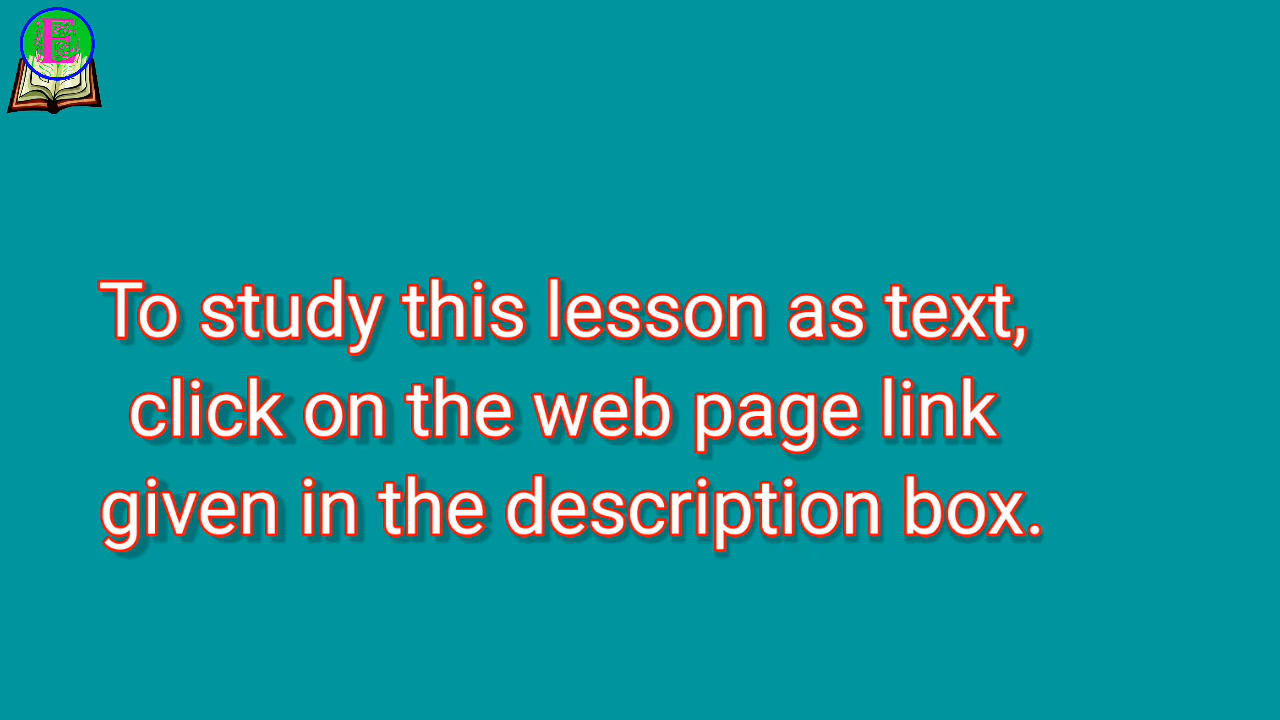 E
To study this lesson as text,
click on the web page link
given in the description box.